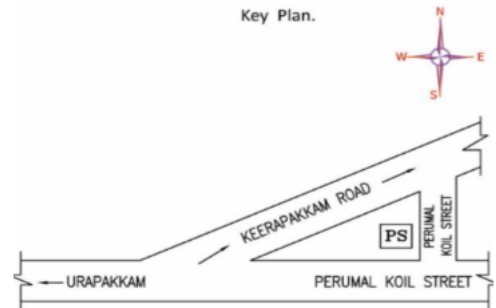 Key Plan.
N
W E
S
KEERAPAKKAM ROAD
PS
PERUMAL
KOIL STREET
URAPAKKAM
PERUMAL KOIL STREET